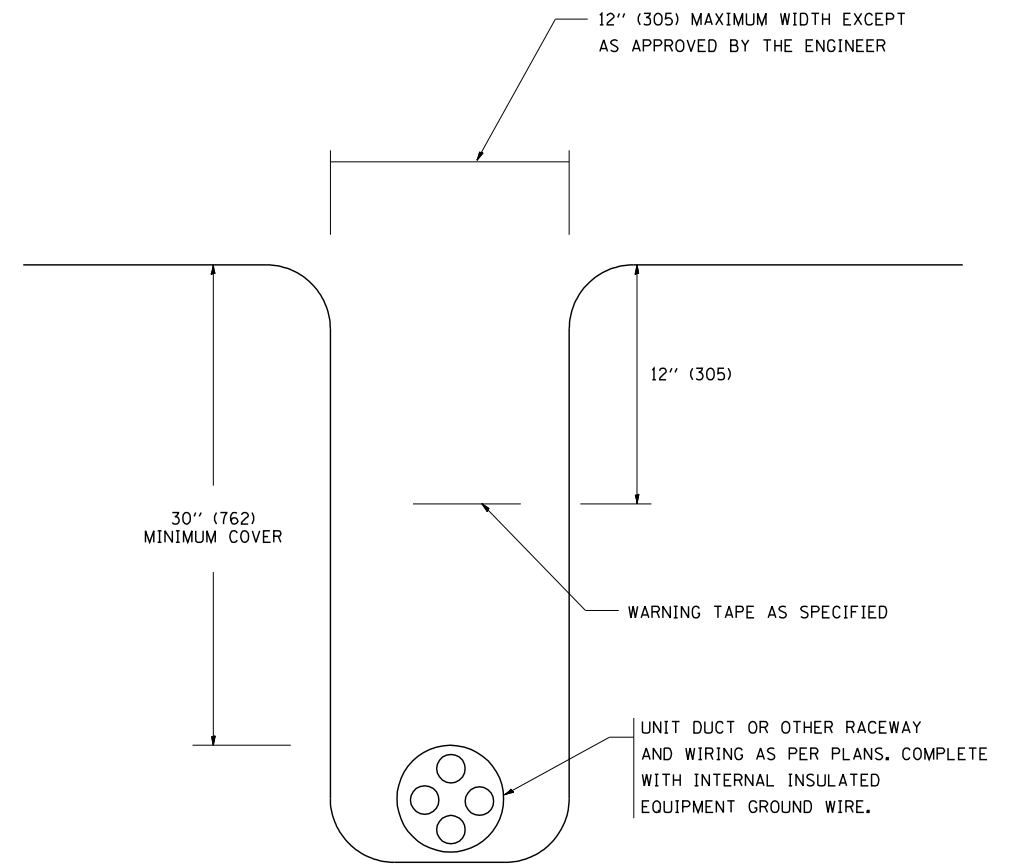 12'' (305) MAXIMUM WIDTH EXCEPT
AS APPROVED BY THE ENGINEER
12'' (305)
30'' (762)
MINIMUM COVER
WARNING TAPE AS SPECIFIED
UNIT DUCT OR OTHER RACEWAY
AND WIRING AS PER PLANS. COMPLETE
WITH INTERNAL INSULATED
EQUIPMENT GROUND WIRE.